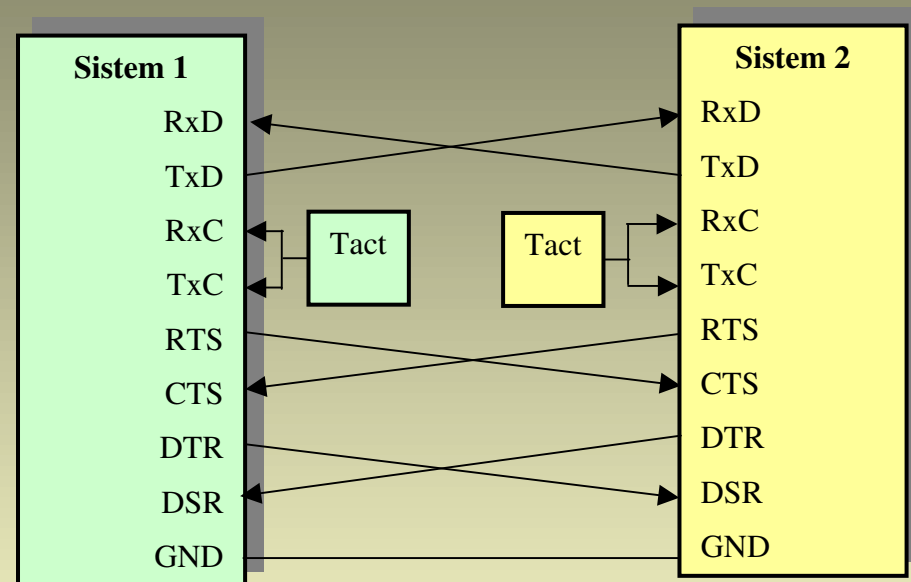 Sistem 1
RxD
TxD
RxC
TxC
RTS
CTS
DTR
DSR
GND
Tact
Tact
Sistem 2
RxD
TxD
RxC
TxC
RTS
CTS
DTR
DSR
GND